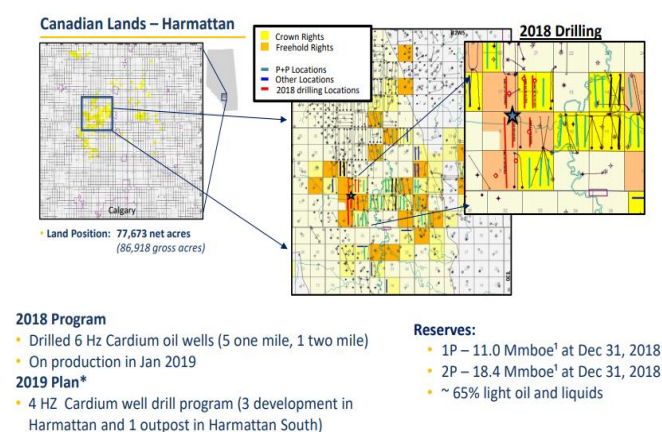 Canadian Lands – Harmattan
Crown Rights
Freehold Rights
P+P Locations
Other Locations
2018 drilling Locations
R3W5
2018 Drilling
Calgary
• Land Position: 77,673 net acres
(86,918 gross acres)
T30
2018 Program
• Drilled 6 Hz Cardium oil wells (5 one mile, 1 two mile)
• On production in Jan 2019
2019 Plan*
• 4 HZ Cardium well drill program (3 development in
Harmattan and 1 outpost in Harmattan South)
Reserves:
• 1P – 11.0 Mmboe¹ at Dec 31, 2018
• 2P – 18.4 Mmboe¹ at Dec 31, 2018
• ~ 65% light oil and liquids